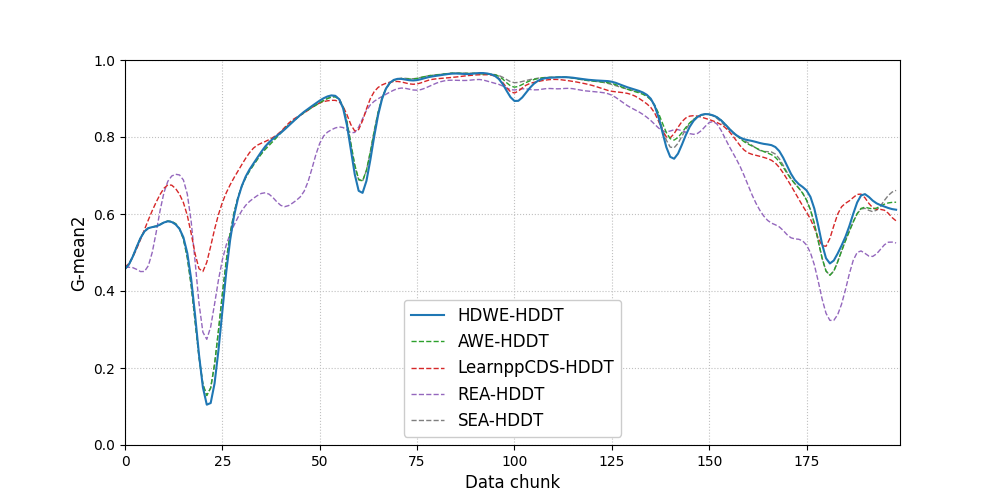 1.0
0.8
0.6
0.4
0.2
0.0
G-mean2
HDWE-HDDT
AWE-HDDT
LearnppCDS-HDDT
REA-HDDT
SEA-HDDT
0 25 50 75 100 125 150 175
Data chunk